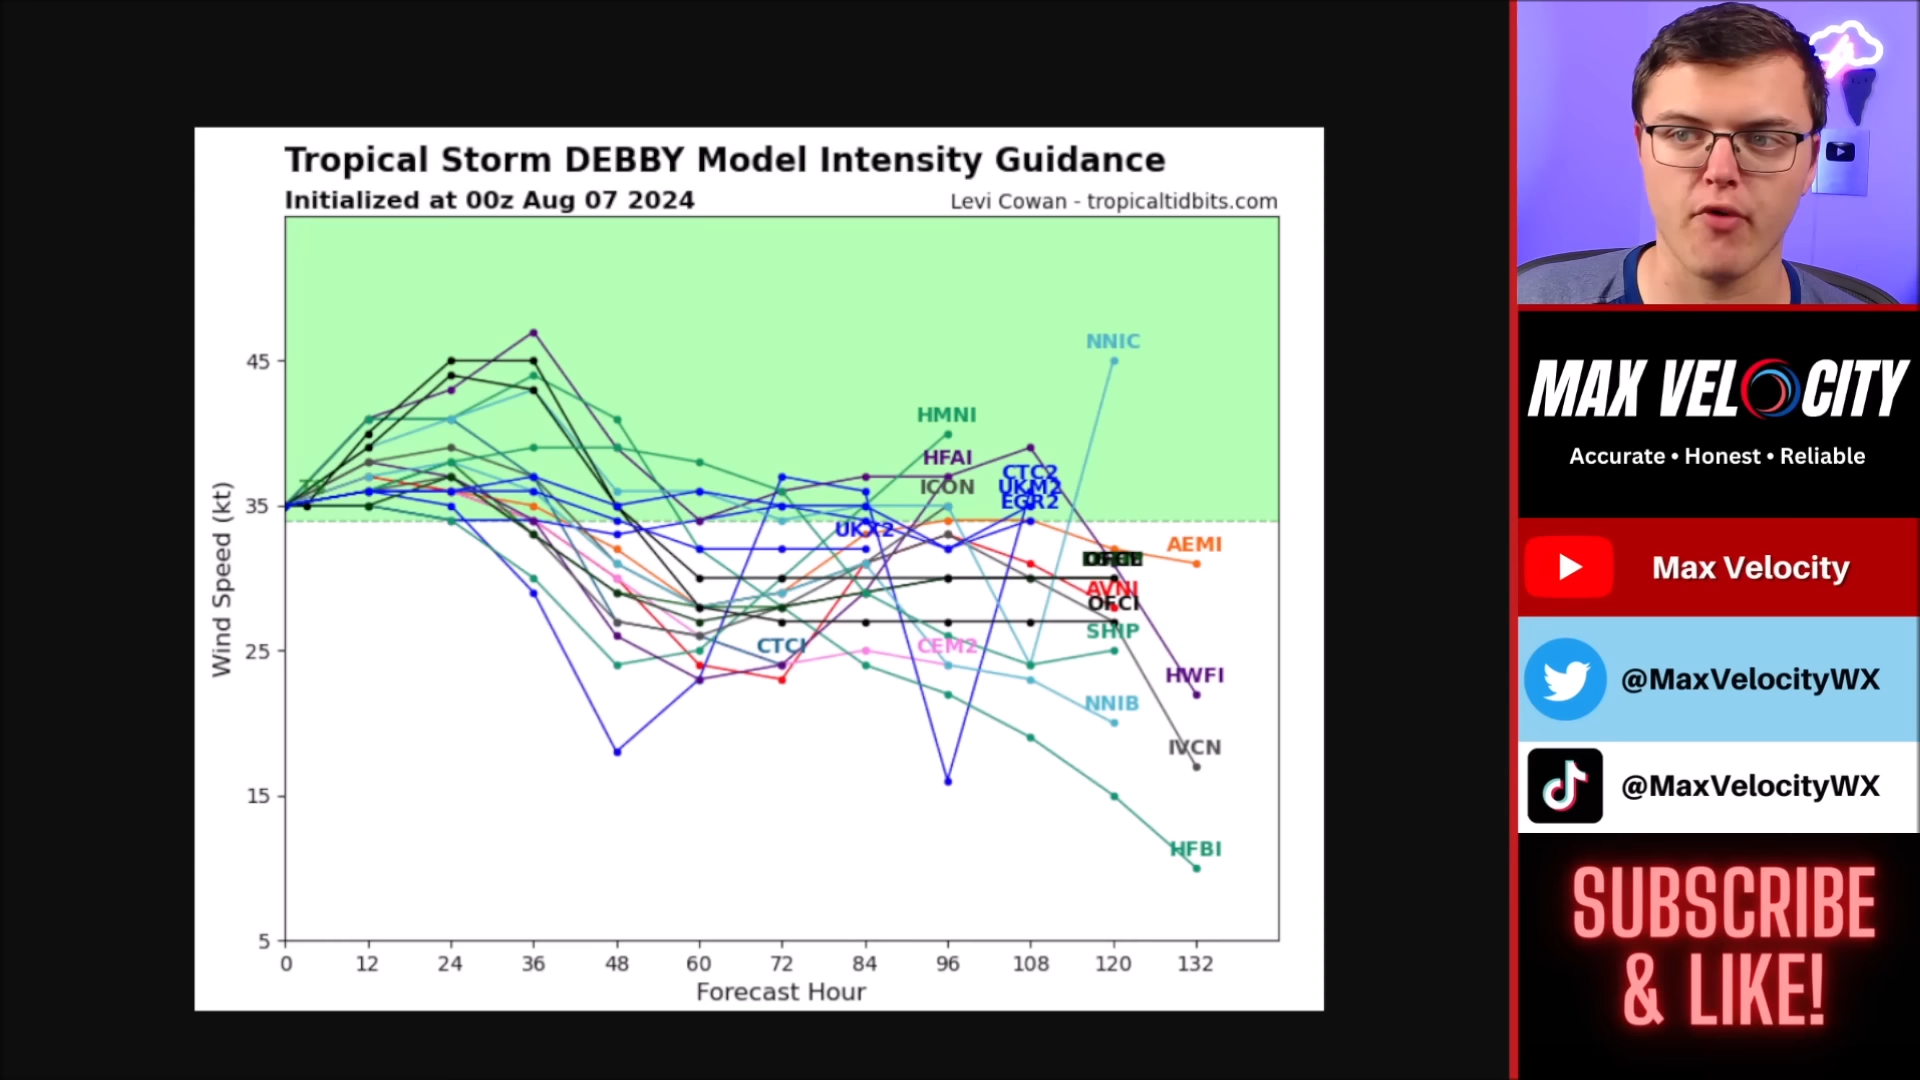 Tropical Storm DEBBY Model Intensity Guidance
Initialized at 00z Aug 07 2024
Levi Cowan - tropicaltidbits.com
Wind Speed (kt)
45
35
25
15
5
0 12 24 36 48 60 72 84 96 108 120 132
Forecast Hour
TS
NNIC
HMNI
HFAI
ICON
CTC2
UKM2
EGR2
UKX2
AEMI
AVNI
OFCI
SHIP
CTCI
CEM2
HWFI
NNIB
IVCN
HFBI
MAX VELOCITY
Accurate • Honest • Reliable
Max Velocity
@MaxVelocityWX
@MaxVelocityWX
SUBSCRIBE
& LIKE!